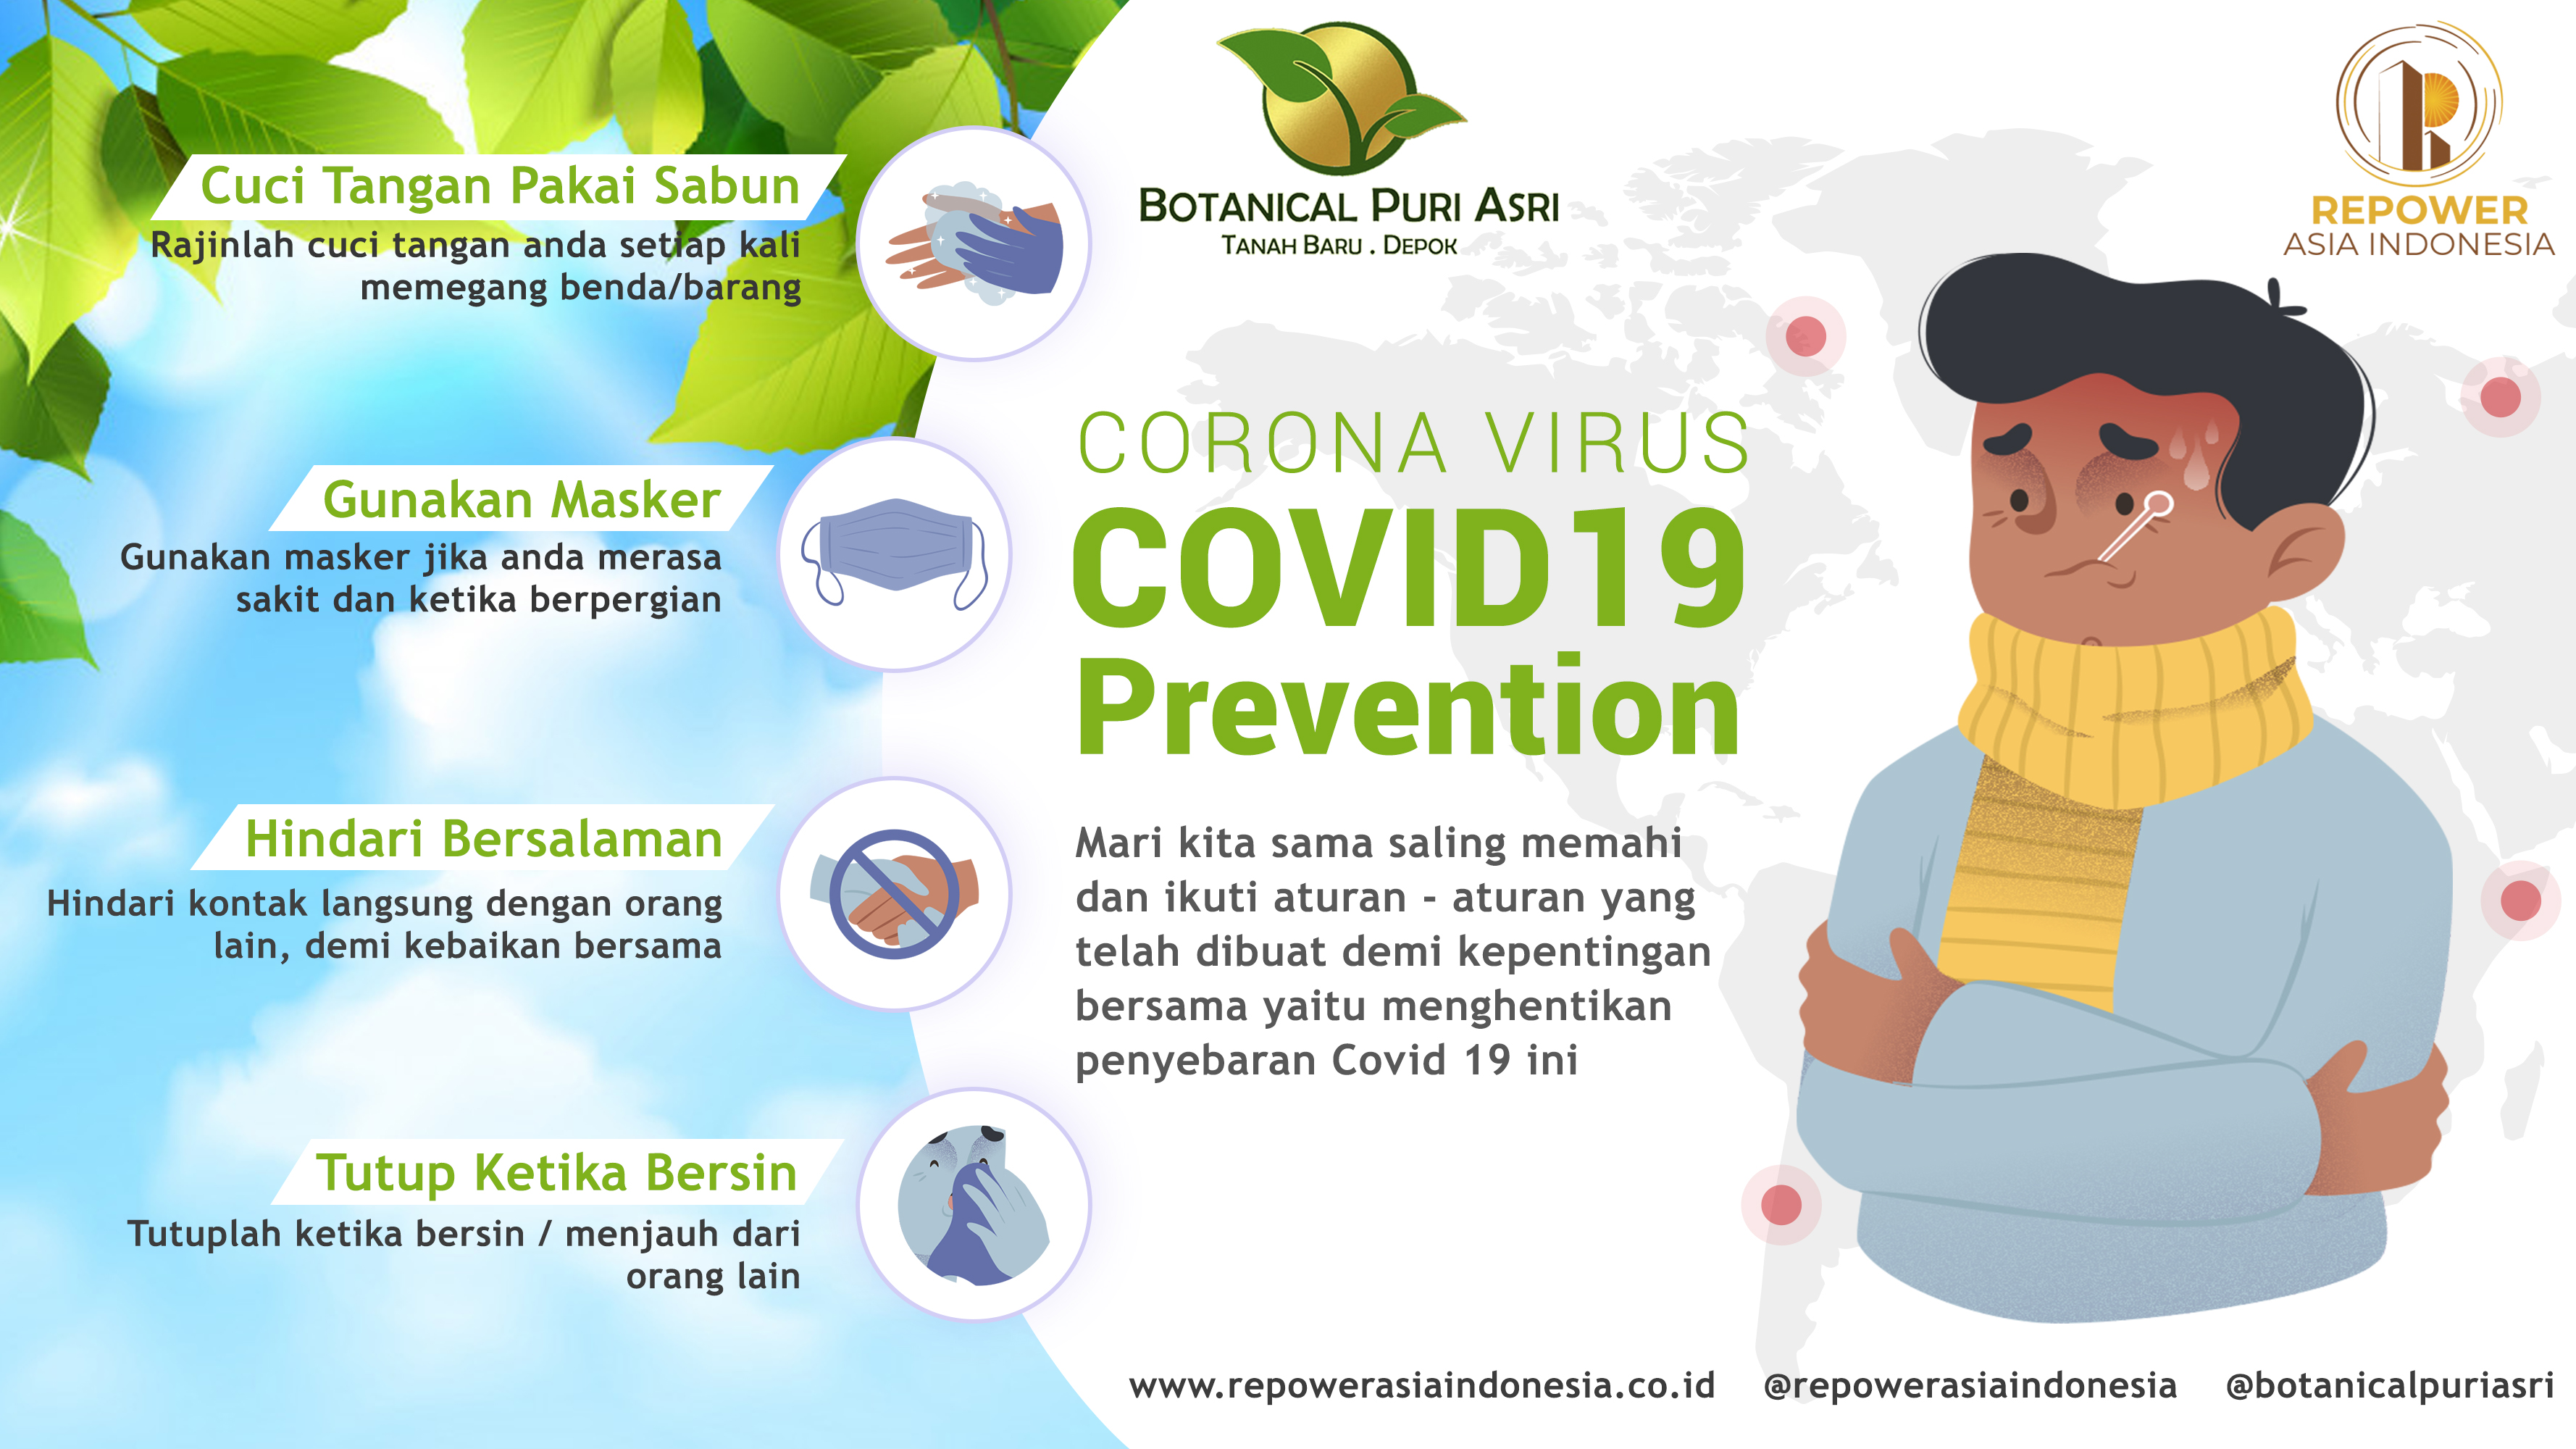 Cuci Tangan Pakai Sabun
Rajinlah cuci tangan anda setiap kali
memegang benda/barang
Gunakan Masker
Gunakan masker jika anda merasa
sakit dan ketika berpergian
Hindari Bersalaman
Hindari kontak langsung dengan orang
lain, demi kebaikan bersama
Tutup Ketika Bersin
Tutuplah ketika bersin / menjauh dari
orang lain
BOTANICAL PURI ASRI
TANAH BARU . DEPOK
REPOWER
ASIA INDONESIA
CORONA VIRUS
COVID19
Prevention
Mari kita sama saling memahi
dan ikuti aturan - aturan yang
telah dibuat demi kepentingan
bersama yaitu menghentikan
penyebaran Covid 19 ini
www.repowerasiaindonesia.co.id @repowerasiaindonesia @botanicalpuriasri